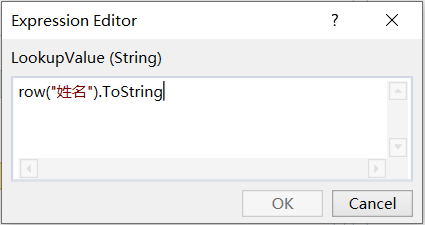 Expression Editor
LookupValue (String)
row("姓名").ToString
OK
Cancel